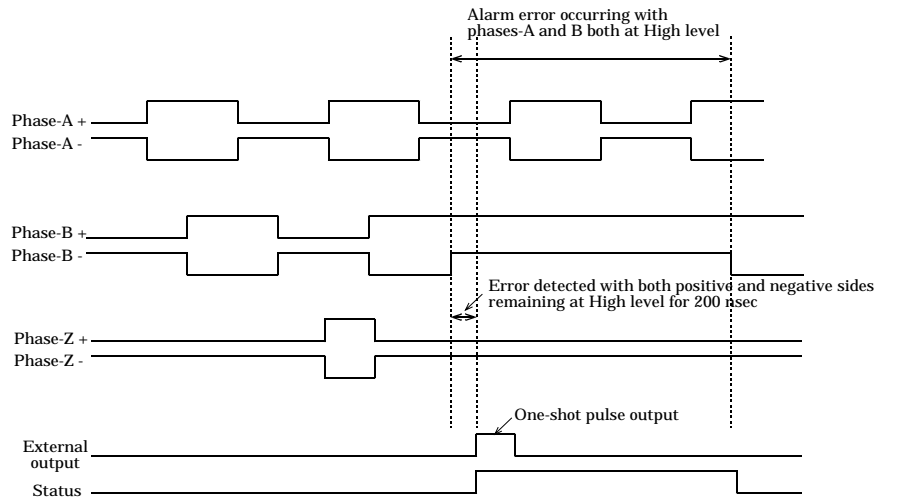 Alarm error occurring with
phases-A and B both at High level
Phase-A +
Phase-A -
Phase-B +
Phase-B -
Error detected with both positive and negative sides
remaining at High level for 200 nsec
Phase-Z +
Phase-Z -
One-shot pulse output
External
output
Status